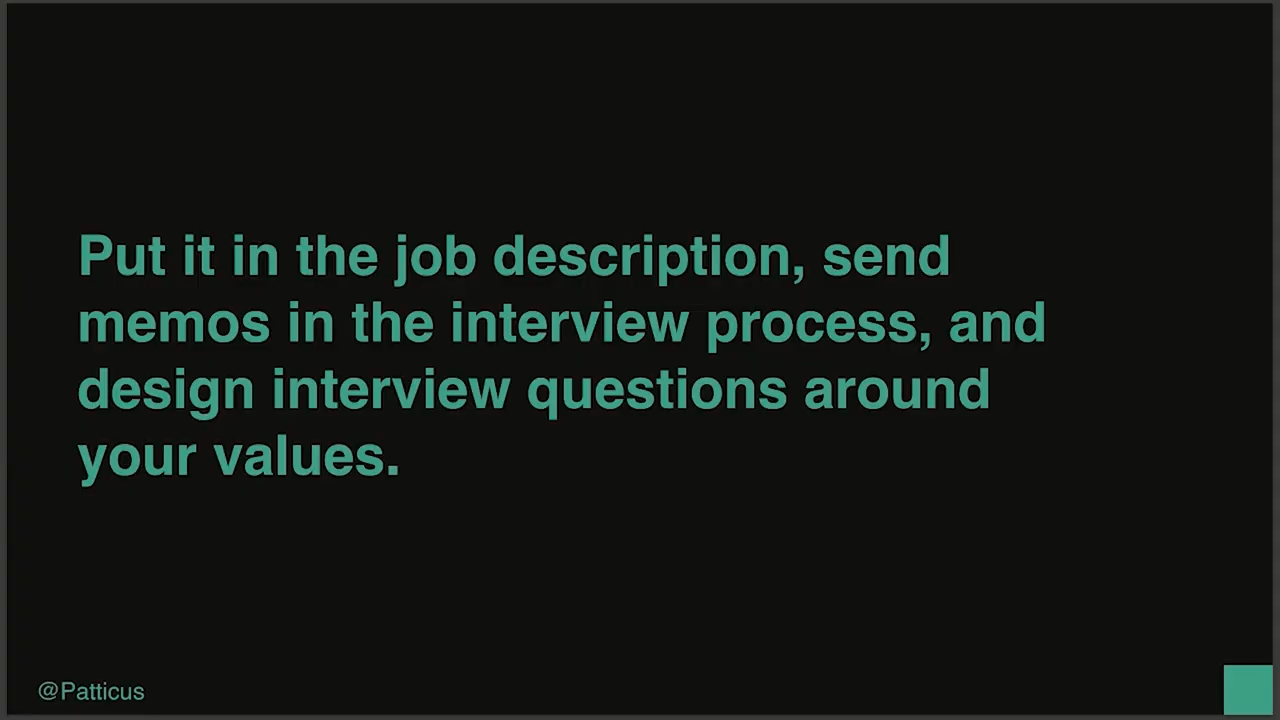 Put it in the job description, send
memos in the interview process, and
design interview questions around
your values.
@Patticus